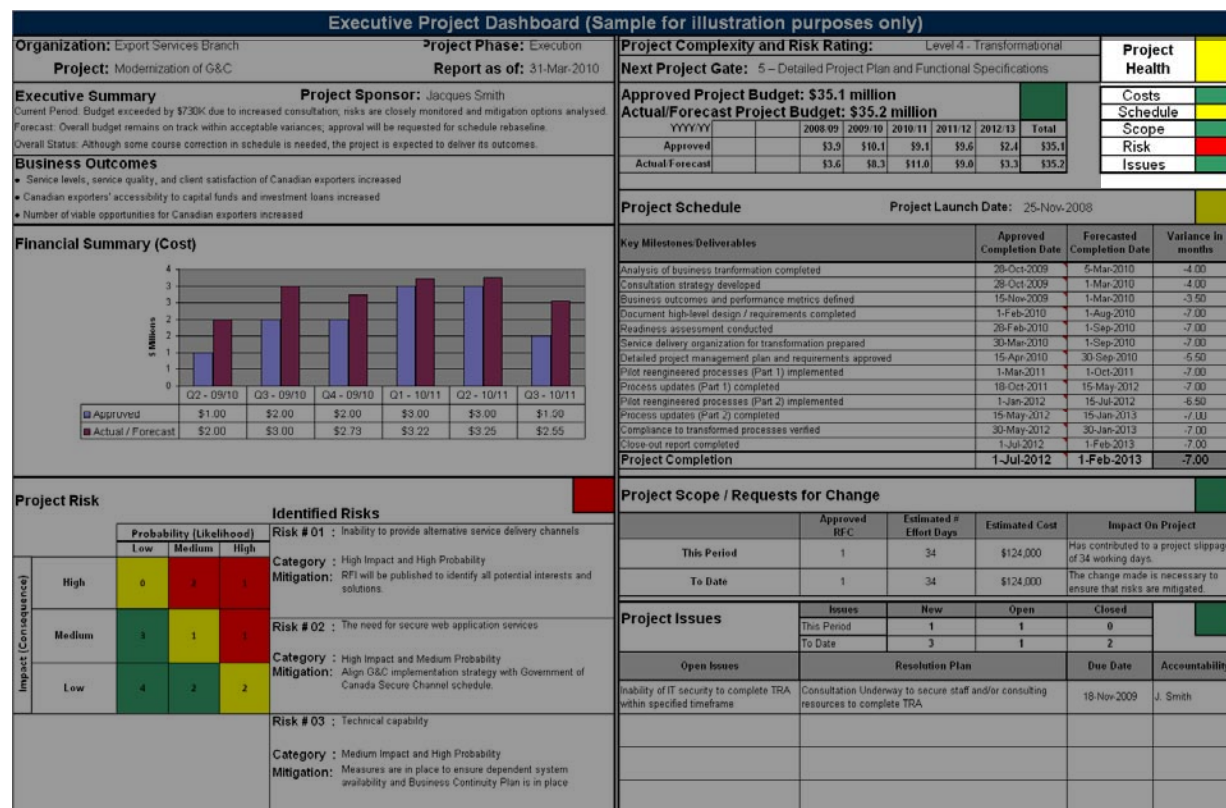 Executive Project Dashboard (Sample for illustration purposes only)
Organization: Export Services Branch Project Phase: Execution
Project: Modernization of G&C Report as of: 31-Mar-2010
Executive Summary Project Sponsor: Jacques Smith
Current Period: Budget exceeded by $730K due to increased consultation; risks are closely monitored and mitigation options analysed.
Forecast: Overall budget remains on track within acceptable variances; approval will be requested for schedule rebaseline.
Overall Status: Although some course correction in schedule is needed, the project is expected to deliver its outcomes.
Business Outcomes
• Service levels, service quality, and client satisfaction of Canadian exporters increased
• Canadian exporters' accessibility to capital funds and investment loans increased
• Number of viable opportunities for Canadian exporters increased
Project Complexity and Risk Rating: Level 4 - Transformational
Next Project Gate: 5 – Detailed Project Plan and Functional Specifications
Project
Health
Approved Project Budget: $35.1 million
Actual/Forecast Project Budget: $35.2 million
YYYY/YY 2008/09 2009/10 2010/11 2011/12 2012/13 Total
Approved $3.9 $10.1 $9.1 $9.6 $2.4 $35.1
Actual/Forecast $3.6 $8.3 $11.0 $9.0 $3.3 $35.2
Costs
Schedule
Scope
Risk
Issues
Financial Summary (Cost)
$ Millions
4
3
3
2
2
1
1
0
Q2 - 09/10 Q3 - 09/10 Q4 - 09/10 Q1 - 10/11 Q2 - 10/11 Q3 - 10/11
Approved $1.00 $2.00 $2.00 $3.00 $3.00 $1.50
Actual / Forecast $2.00 $3.00 $2.73 $3.22 $3.25 $2.55
Project Schedule Project Launch Date: 25-Nov-2008
Key Milestones/Deliverables Approved Completion Date Forecasted Completion Date Variance in months
Analysis of business tranformation completed 28-Oct-2009 5-Mar-2010 -4.00
Consultation strategy developed 28-Oct-2009 1-Mar-2010 -4.00
Business outcomes and performance metrics defined 15-Nov-2009 1-Mar-2010 -3.50
Document high-level design / requirements completed 1-Feb-2010 1-Aug-2010 -7.00
Readiness assessment conducted 28-Feb-2010 1-Sep-2010 -7.00
Service delivery organization for transformation prepared 30-Mar-2010 1-Sep-2010 -7.00
Detailed project management plan and requirements approved 15-Apr-2010 30-Sep-2010 -5.50
Pilot reengineered processes (Part 1) implemented 1-Mar-2011 1-Oct-2011 -7.00
Process updates (Part 1) completed 18-Oct-2011 15-May-2012 -7.00
Pilot reengineered processes (Part 2) implemented 1-Jan-2012 15-Jul-2012 -6.50
Process updates (Part 2) completed 15-May-2012 15-Jan-2013 -7.00
Compliance to transformed processes verified 30-May-2012 30-Jan-2013 -7.00
Close-out report completed 1-Jul-2012 1-Feb-2013 -7.00
Project Completion 1-Jul-2012 1-Feb-2013 -7.00
Project Risk
Probability (Likelihood)
Low Medium High
Impact (Consequence)
High 0 1
Medium 3 1 1
Low 4 2 2
Identified Risks
Risk # 01 : Inability to provide alternative service delivery channels
Category : High Impact and High Probability
Mitigation: RFI will be published to identify all potential interests and
solutions.
Risk # 02 : The need for secure web application services
Category : High Impact and Medium Probability
Mitigation: Align G&C implementation strategy with Government of
Canada Secure Channel schedule.
Risk # 03 : Technical capability
Category : Medium Impact and High Probability
Mitigation: Measures are in place to ensure dependent system
availability and Business Continuity Plan is in place
Project Scope / Requests for Change
Approved RFC Estimated # Effort Days Estimated Cost Impact On Project
This Period 1 34 $124,000 Has contributed to a project slippage
of 34 working days.
To Date 1 34 $124,000 The change made is necessary to
ensure that risks are mitigated.
Project Issues
Issues New Open Closed
This Period 1 1 0
To Date 3 1 2
Open Issues Resolution Plan Due Date Accountability
Inability of IT security to complete TRA
within specified timeframe
Consultation Underway to secure staff and/or consulting
resources to complete TRA
18-Nov-2009 J. Smith